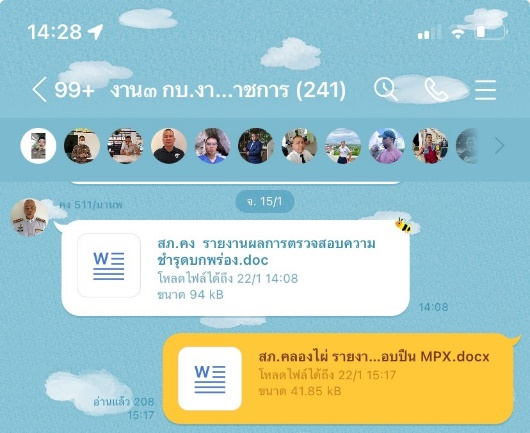 14:28
99+ งาน๓ กบ.งา...าชการ (241)
จ. 15/1
คง 511/มานพ
W
สภ.คง รายงานผลการตรวจสอบความ
ชำรุดบกพร่อง.doc
โหลดไฟล์ได้ถึง 22/1 14:08
ขนาด 94 kB
14:08
W
สภ.คลองไผ่ รายงา...อบปืน MPX.docx
โหลดไฟล์ได้ถึง 22/1 15:17
ขนาด 41.85 kB
อ่านแล้ว 208
15:17